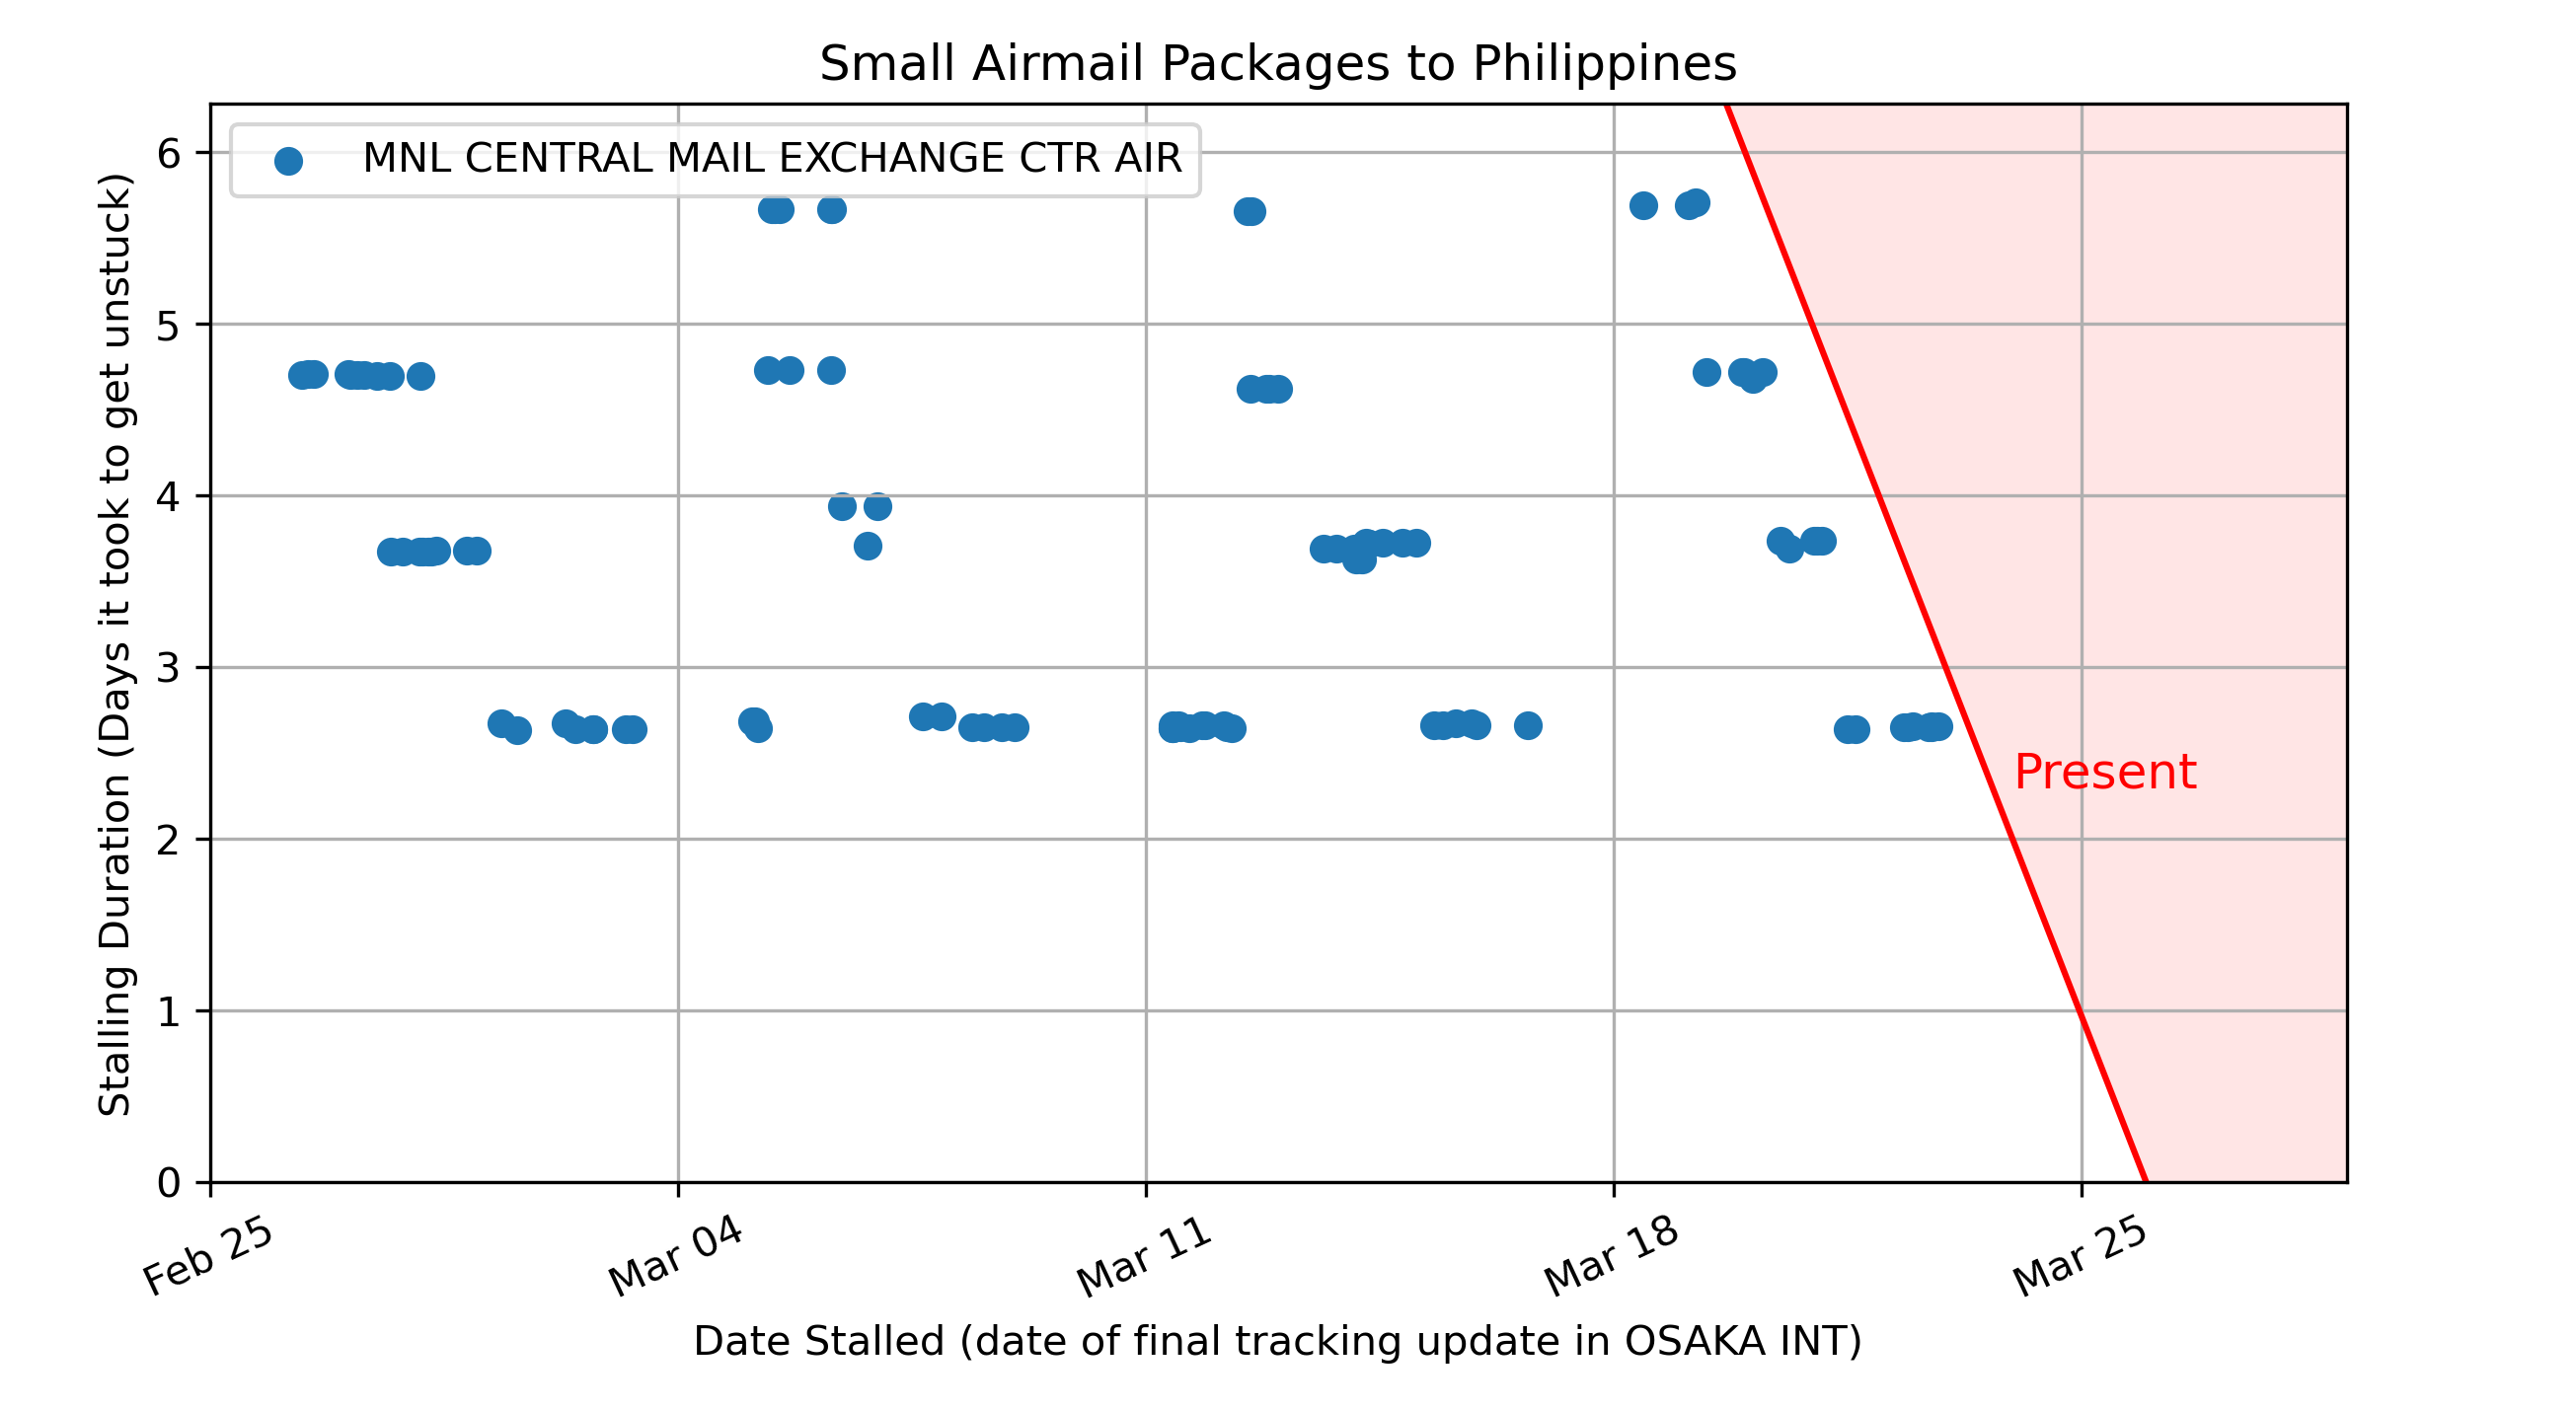 Small Airmail Packages to Philippines
MNL CENTRAL MAIL EXCHANGE CTR AIR
Stalling Duration (Days it took to get unstuck)
6
5
4
3
2
1
0
Present
Feb 25
Mar 04
Mar 11
Mar 18
Mar 25
Date Stalled (date of final tracking update in OSAKA INT)